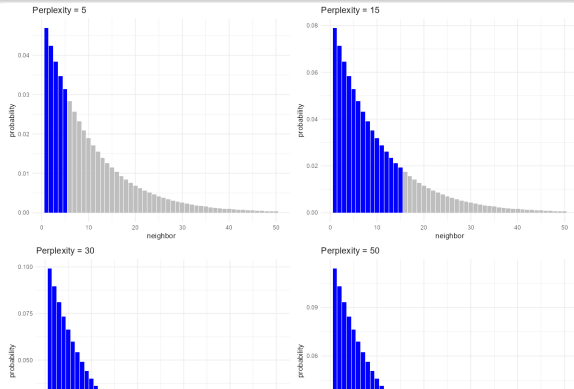 Perplexity = 5
probability
0.04
0.03
0.02
0.01
0.00
0
10
20
30
40
50
neighbor
Perplexity = 15
probability
0.08
0.06
0.04
0.02
0.00
0
10
20
30
40
50
neighbor
Perplexity = 30
probability
0.100
0.075
0.050
Perplexity = 50
probability
0.09
0.06